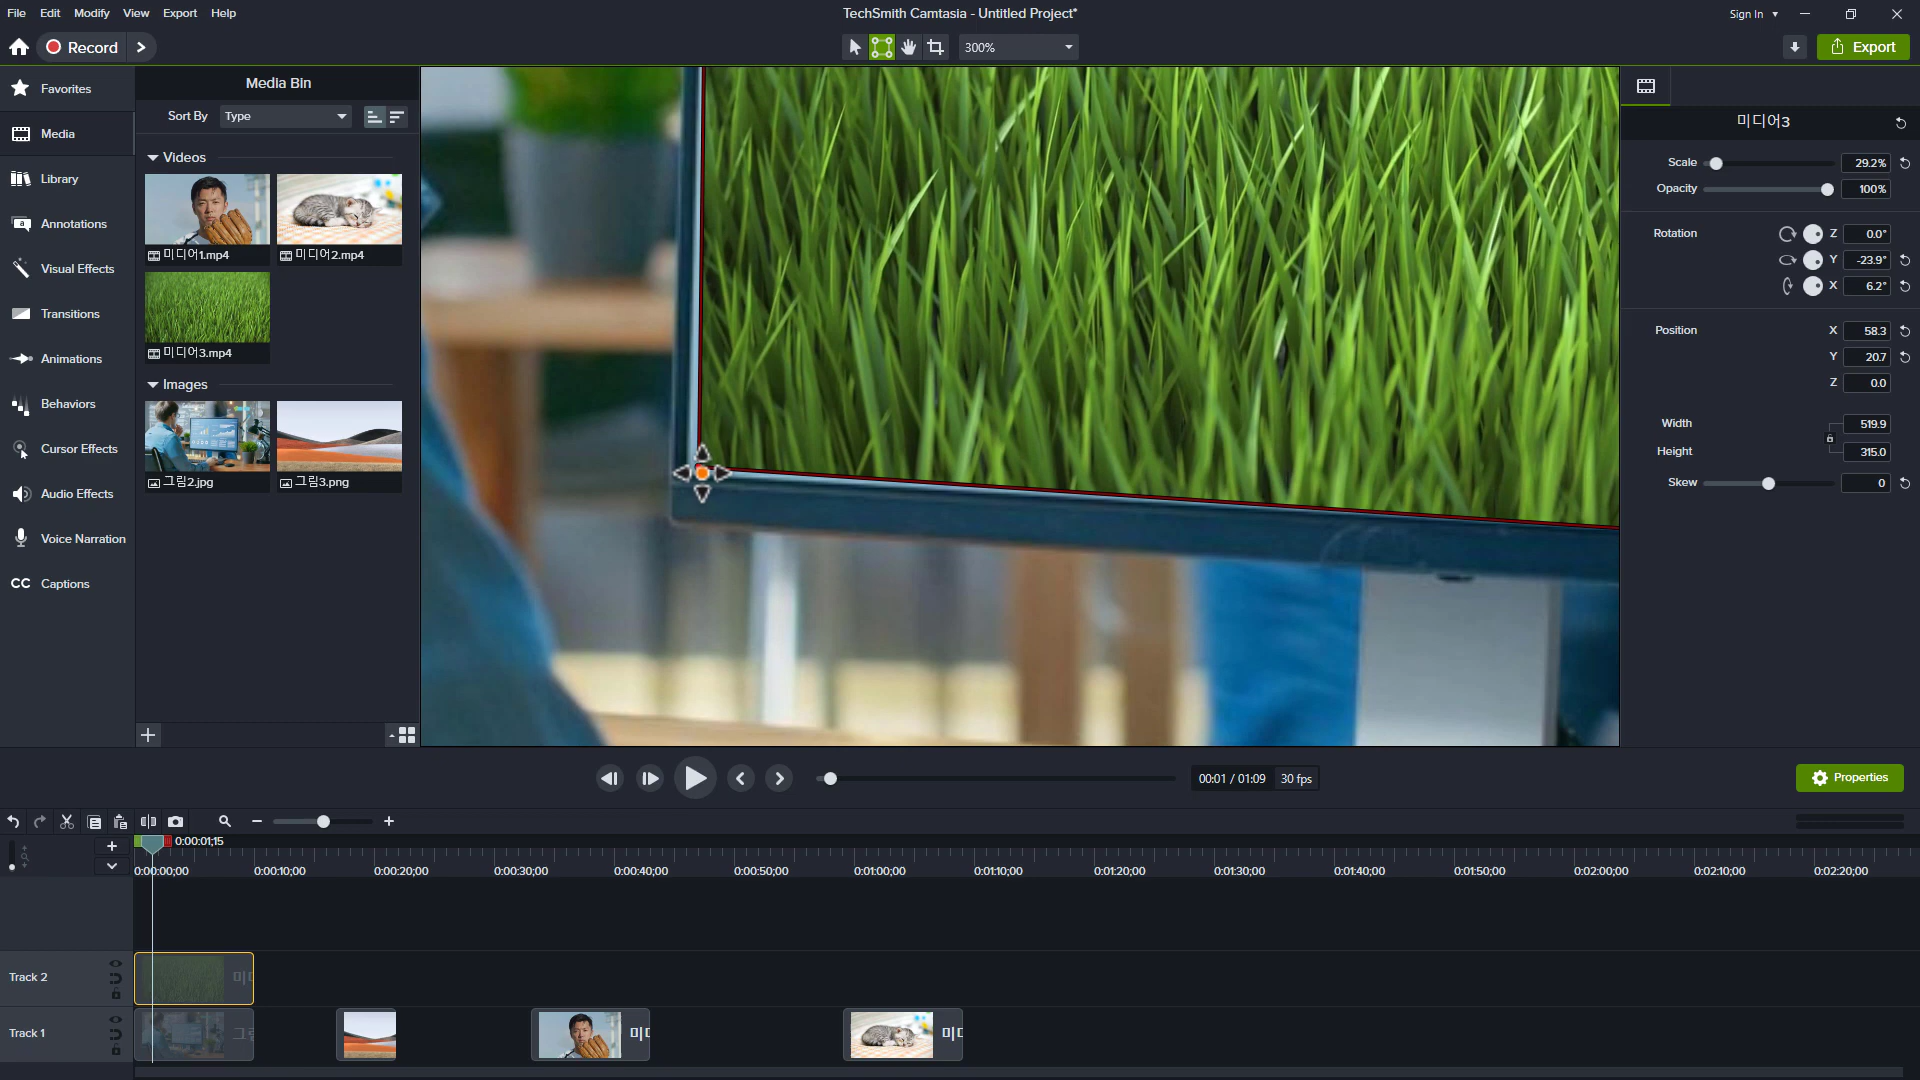 File Edit Modify View Export Help
TechSmith Camtasia - Untitled Project*
Sign In
Record
300%
Export
Favorites
Media
Library
Annotations
Visual Effects
Transitions
Animations
Behaviors
Cursor Effects
Audio Effects
Voice Narration
CC Captions
Media Bin
Sort By Type
Videos
미디어1.mp4 미디어2.mp4
미디어3.mp4
Images
그림2.jpg 그림3.png
미디어3
Scale 29.2%
Opacity 100%
Rotation Z 0.0°
Y -23.9°
X 6.2°
Position X 58.3
Y 20.7
Z 0.0
Width 519.9
Height 315.0
Skew 0
00:01 / 01:09 30 fps
Properties
0:00:01;15
0:00:00;00 0:00:10;00 0:00:20;00 0:00:30;00 0:00:40;00 0:00:50;00 0:01:00;00 0:01:10;00 0:01:20;00 0:01:30;00 0:01:40;00 0:01:50;00 0:02:00;00 0:02:10;00 0:02:20;00
Track 2
Track 1